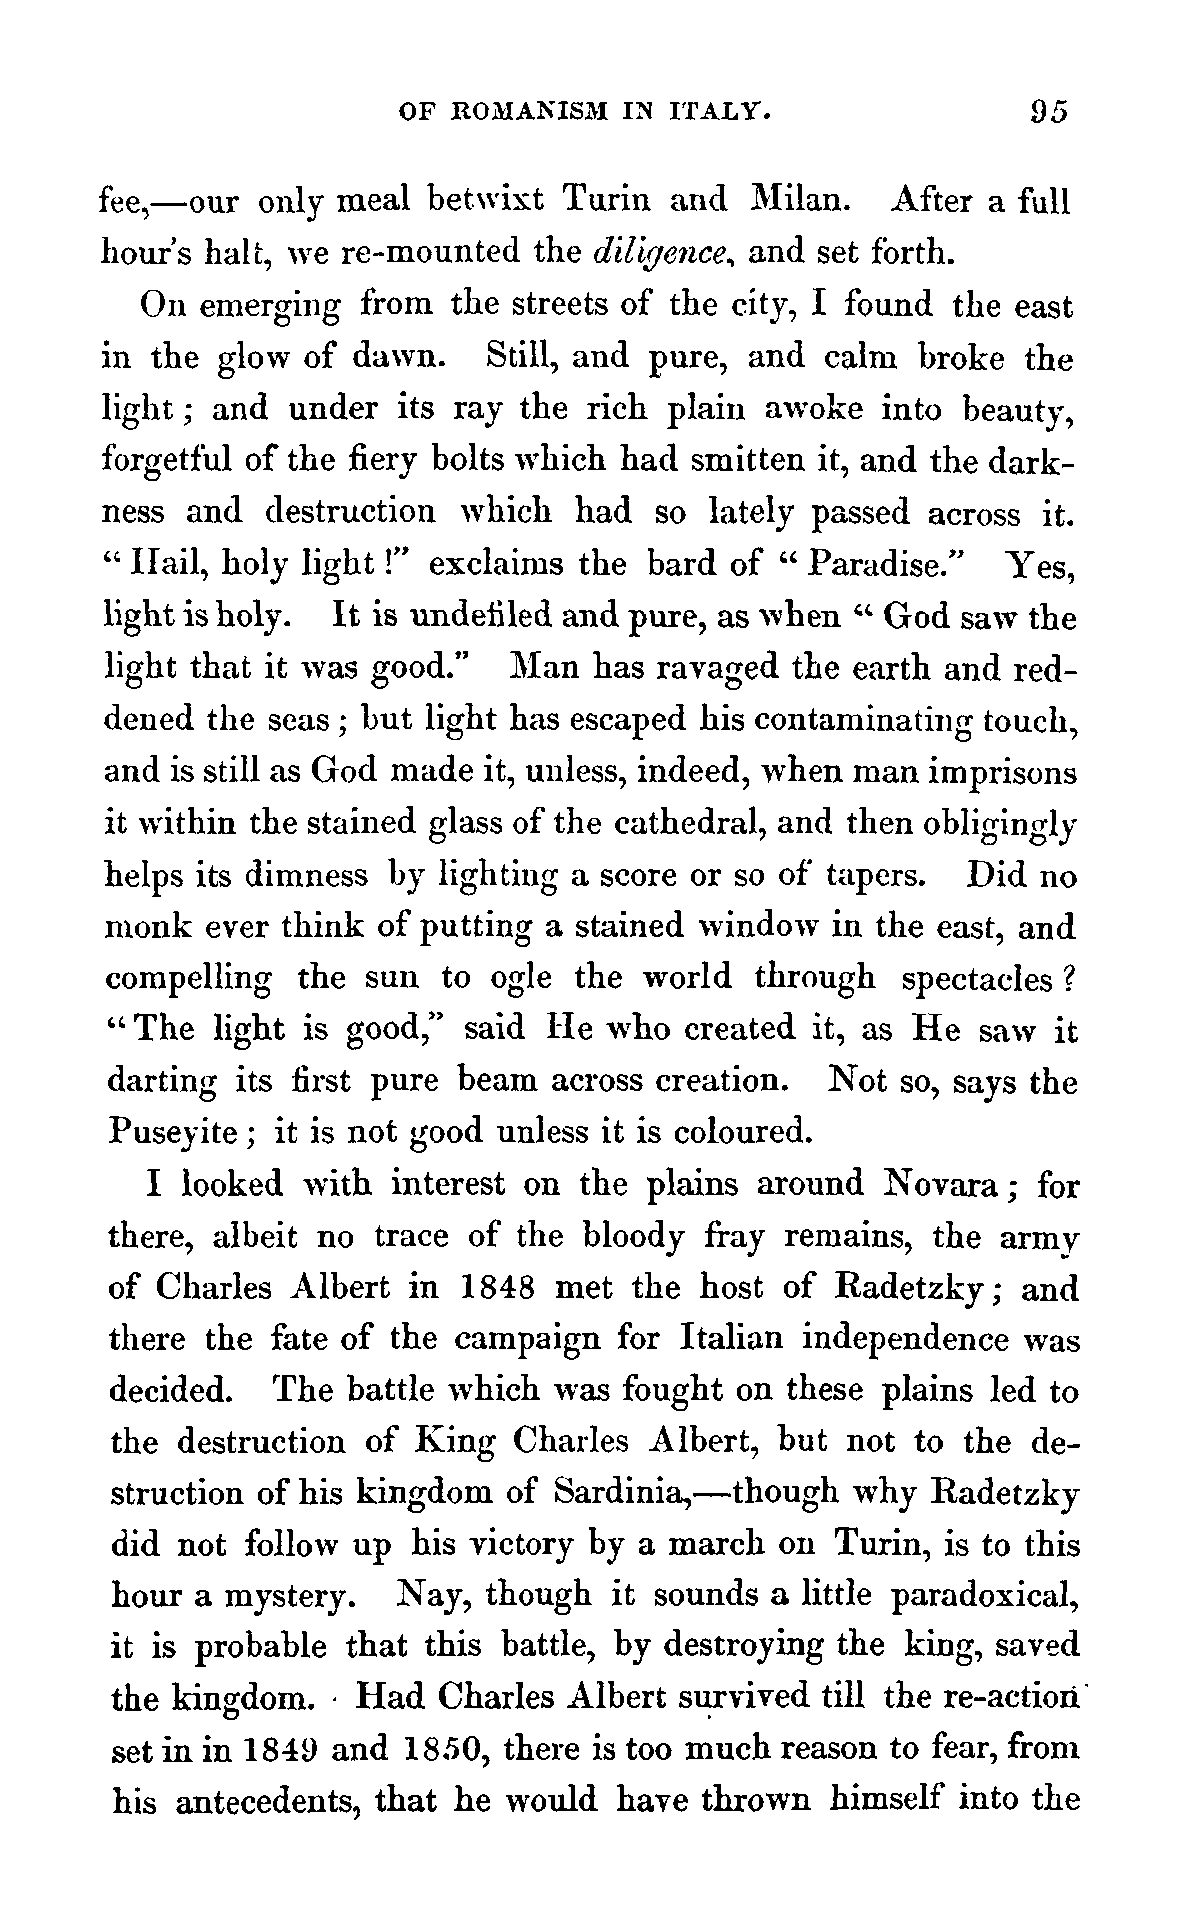 OF ROMANISM IN ITALY. 95
fee,—our only meal betwixt Turin and Milan. After a full
hour's halt, we re-mounted the diligence, and set forth.
On emerging from the streets of the city, I found the east
in the glow of dawn. Still, and pure, and calm broke the
light; and under its ray the rich plain awoke into beauty,
forgetful of the fiery bolts which had smitten it, and the dark-
ness and destruction which had so lately passed across it.
"Hail, holy light!" exclaims the bard of "Paradise." Yes,
light is holy. It is undefiled and pure, as when "God saw the
light that it was good." Man has ravaged the earth and red-
dened the seas; but light has escaped his contaminating touch,
and is still as God made it, unless, indeed, when man imprisons
it within the stained glass of the cathedral, and then obligingly
helps its dimness by lighting a score or so of tapers. Did no
monk ever think of putting a stained window in the east, and
compelling the sun to ogle the world through spectacles?
"The light is good," said He who created it, as He saw it
darting its first pure beam across creation. Not so, says the
Puseyite; it is not good unless it is coloured.
I looked with interest on the plains around Novara; for
there, albeit no trace of the bloody fray remains, the army
of Charles Albert in 1848 met the host of Radetzky; and
there the fate of the campaign for Italian independence was
decided. The battle which was fought on these plains led to
the destruction of King Charles Albert, but not to the de-
struction of his kingdom of Sardinia,—though why Radetzky
did not follow up his victory by a march on Turin, is to this
hour a mystery. Nay, though it sounds a little paradoxical,
it is probable that this battle, by destroying the king, saved
the kingdom. Had Charles Albert survived till the re-action
set in in 1849 and 1850, there is too much reason to fear, from
his antecedents, that he would have thrown himself into the